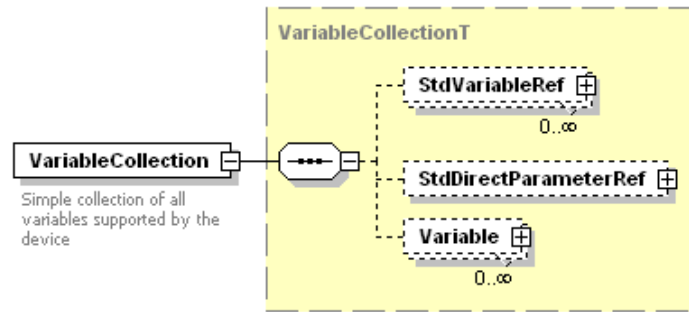 VariableCollectionT
StdVariableRef
0..∞
VariableCollection
Simple collection of all
variables supported by the
device
StdDirectParameterRef
Variable
0..∞